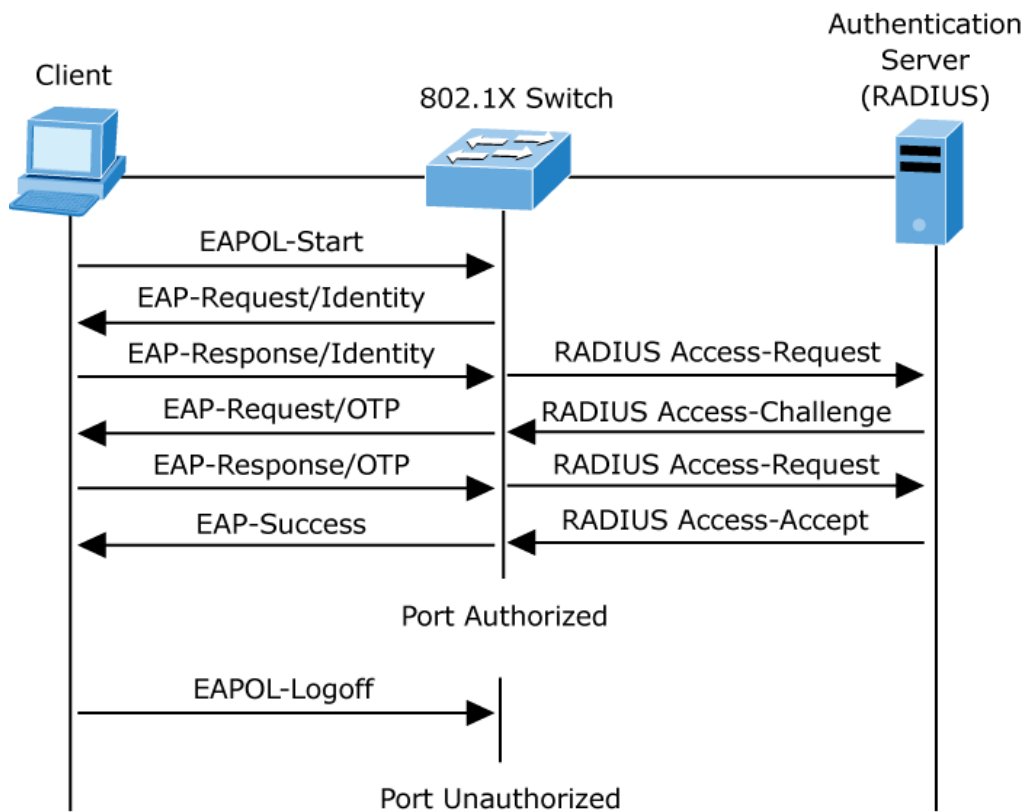 Authentication
Server
(RADIUS)
Client
802.1X Switch
EAPOL-Start
EAP-Request/Identity
EAP-Response/Identity
RADIUS Access-Request
EAP-Request/OTP
RADIUS Access-Challenge
EAP-Response/OTP
RADIUS Access-Request
EAP-Success
RADIUS Access-Accept
Port Authorized
EAPOL-Logoff
Port Unauthorized